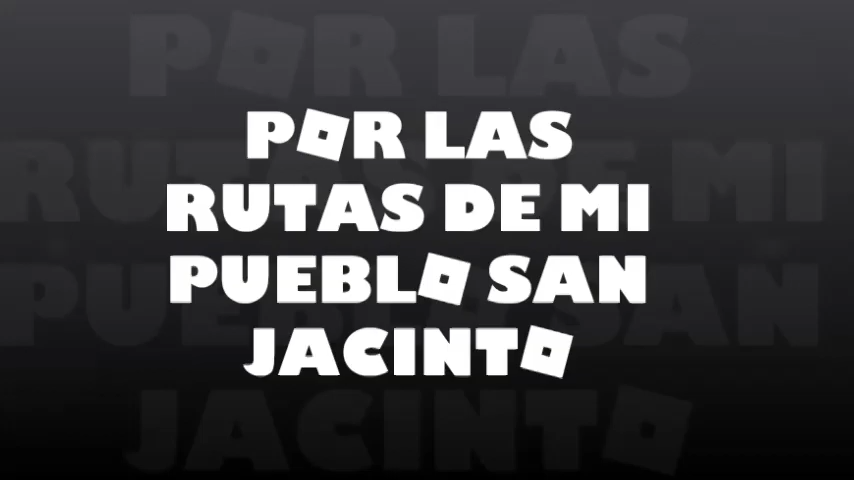 POR LAS
RUTAS DE MI
PUEBLO SAN
JACINTO